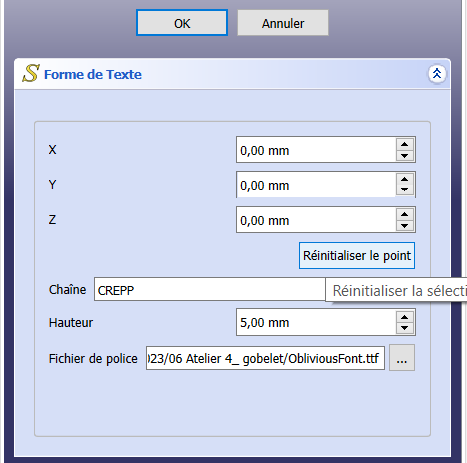 OK Annuler
Forme de Texte
X 0,00 mm
Y 0,00 mm
Z 0,00 mm
Réinitialiser le point
Chaîne CREPP Réinitialiser la sélecti
Hauteur 5,00 mm
Fichier de police 023/06 Atelier 4_ gobelet/ObliviousFont.ttf ...